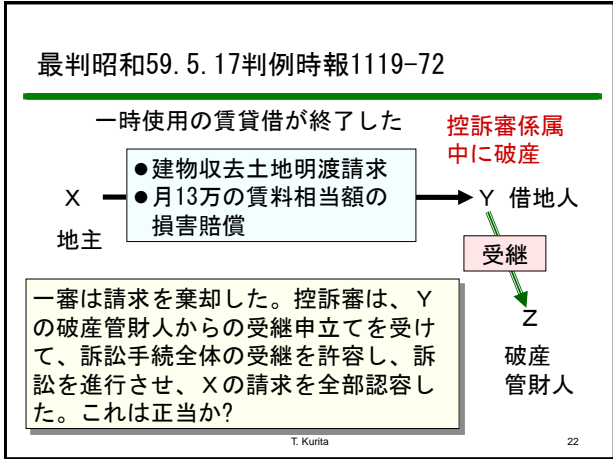 最判昭和59.5.17判例時報1119-72
一時使用の賃貸借が終了した
控訴審係属
中に破産
●建物収去土地明渡請求
●月13万の賃料相当額の
損害賠償
X
地主
Y 借地人
受継
Z
破産
管財人
一審は請求を棄却した。控訴審は、Y
の破産管財人からの受継申立てを受け
て、訴訟手続全体の受継を許容し、訴
訟を進行させ、Xの請求を全部認容し
た。これは正当か?
T. Kurita
22